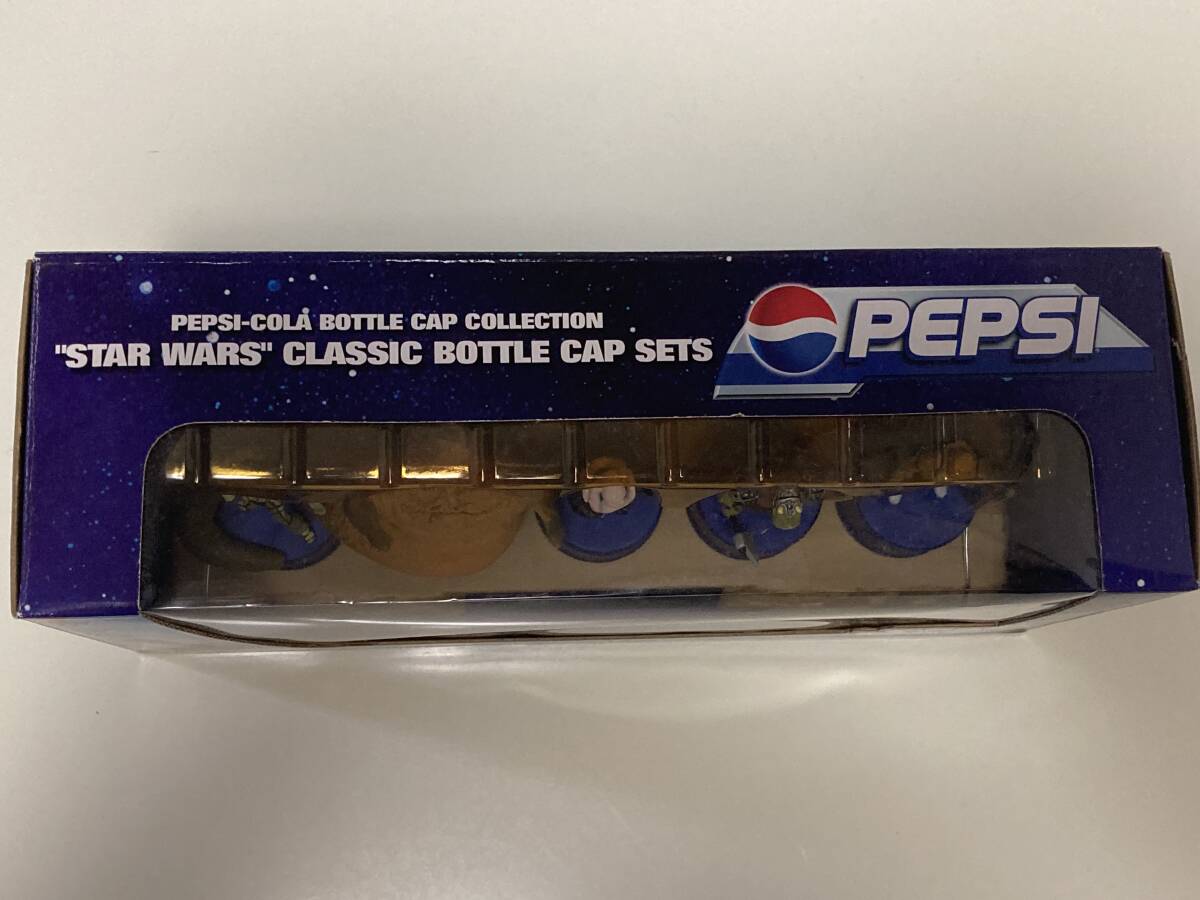 PEPSI-COLA BOTTLE CAP COLLECTION
"STAR WARS" CLASSIC BOTTLE CAP SETS
PEPSI